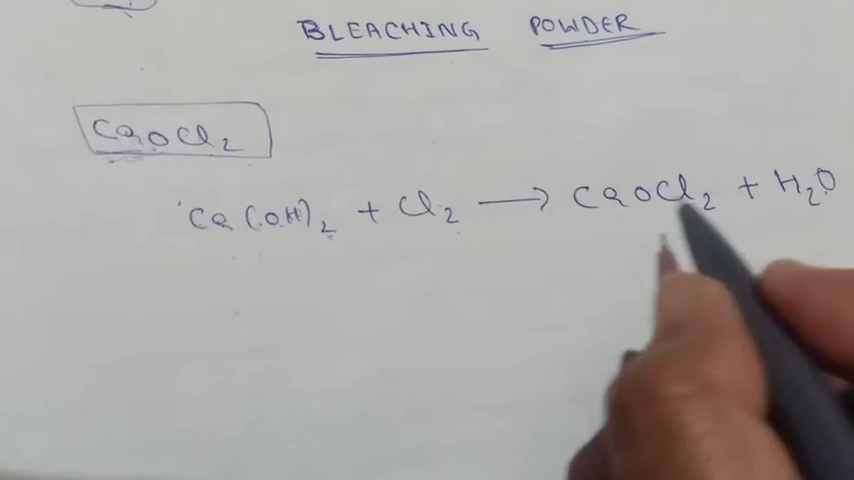 BLEACHING POWDER
CaOCl2
Ca(OH)2 + Cl2 → CaOCl2 + H2O